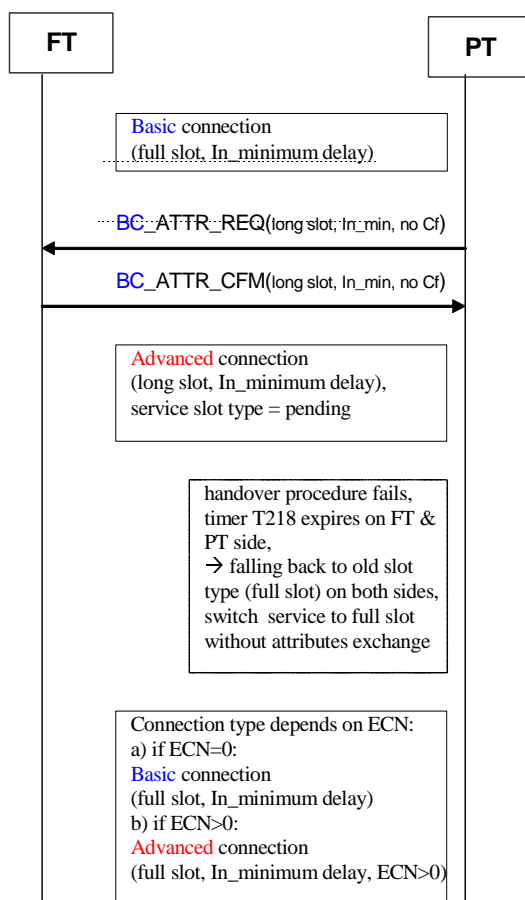 FT
PT
Basic connection
(full slot, In_minimum delay)
BC_ATTR_REQ(long slot, In_min, no Cf)
BC_ATTR_CFM(long slot, In_min, no Cf)
Advanced connection
(long slot, In_minimum delay),
service slot type = pending
handover procedure fails,
timer T218 expires on FT &
PT side,
→ falling back to old slot
type (full slot) on both sides,
switch service to full slot
without attributes exchange
Connection type depends on ECN:
a) if ECN=0:
Basic connection
(full slot, In_minimum delay)
b) if ECN>0:
Advanced connection
(full slot, In_minimum delay, ECN>0)